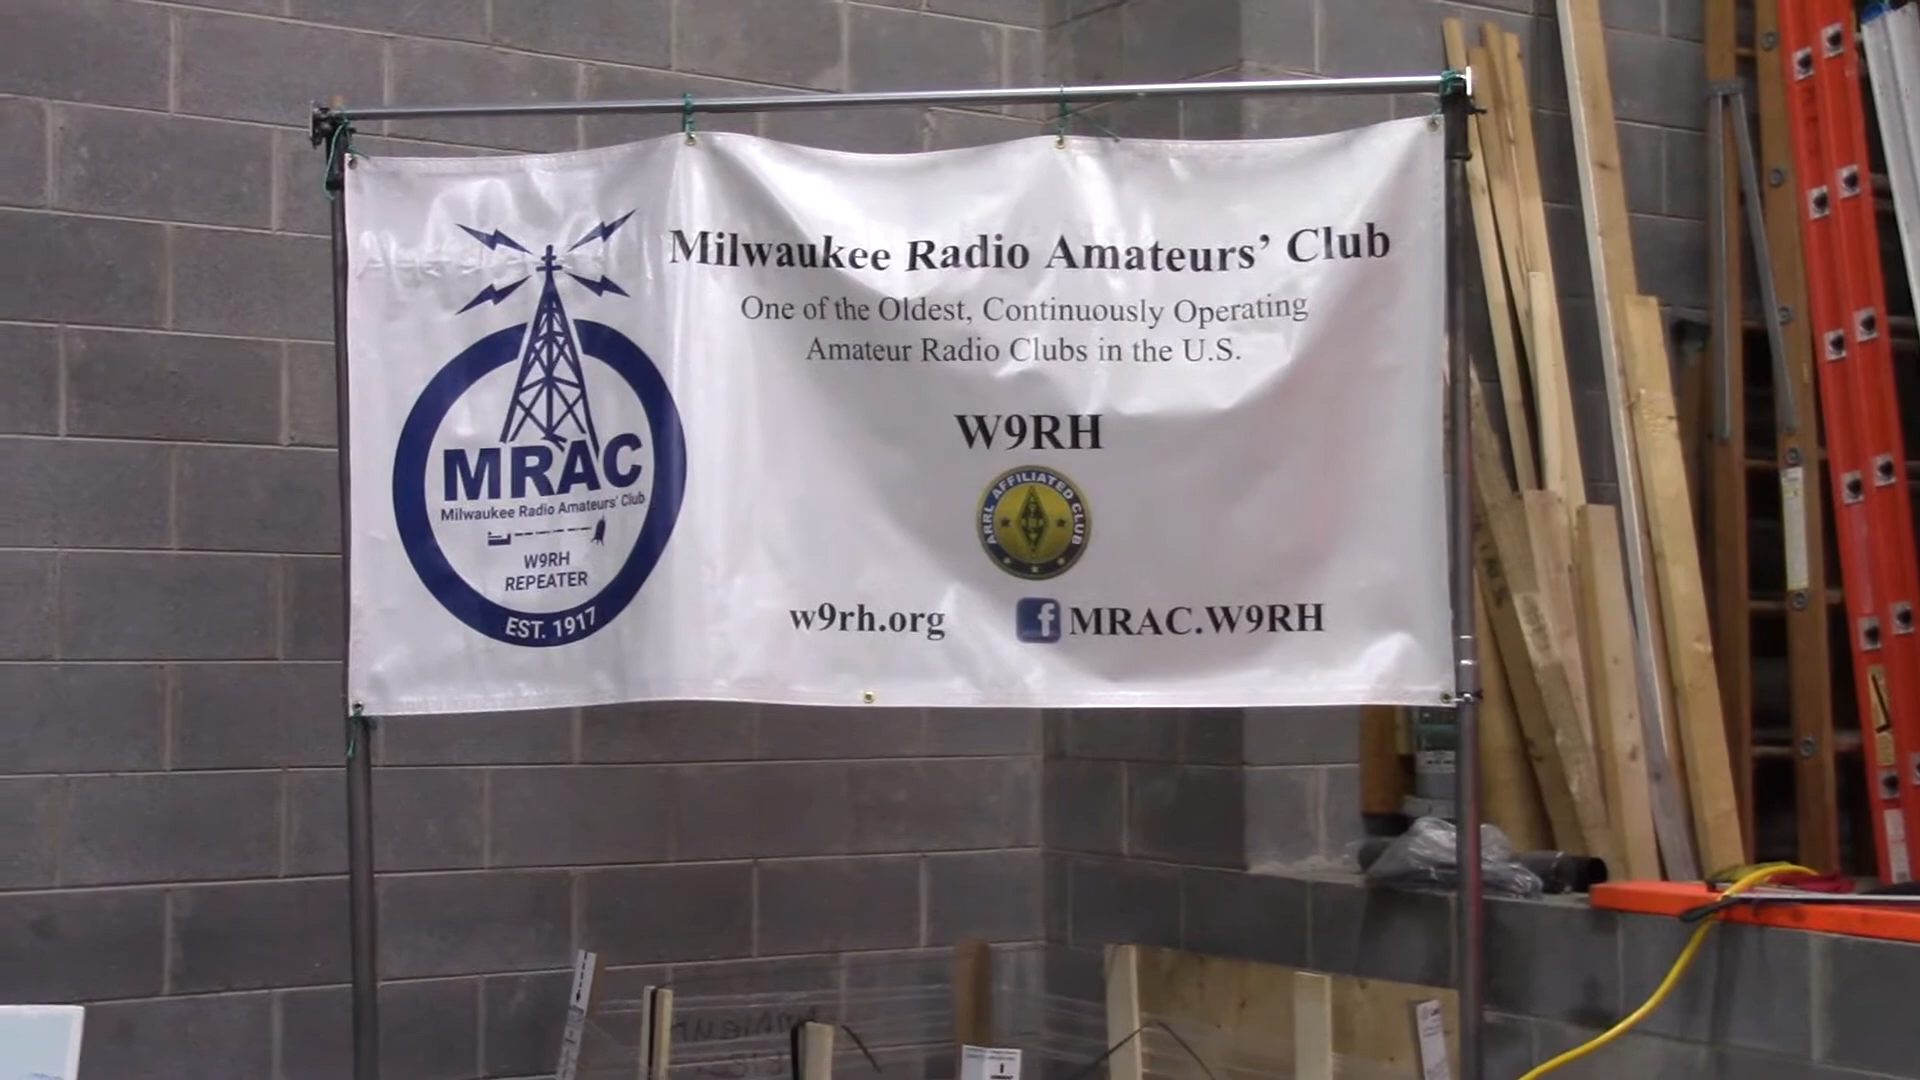 Milwaukee Radio Amateurs' Club
One of the Oldest, Continuously Operating
Amateur Radio Clubs in the U.S.
W9RH
ARRL AFFILIATED CLUB
w9rh.org
f MRAC.W9RH
MRAC
Milwaukee Radio Amateurs' Club
W9RH
REPEATER
EST. 1917